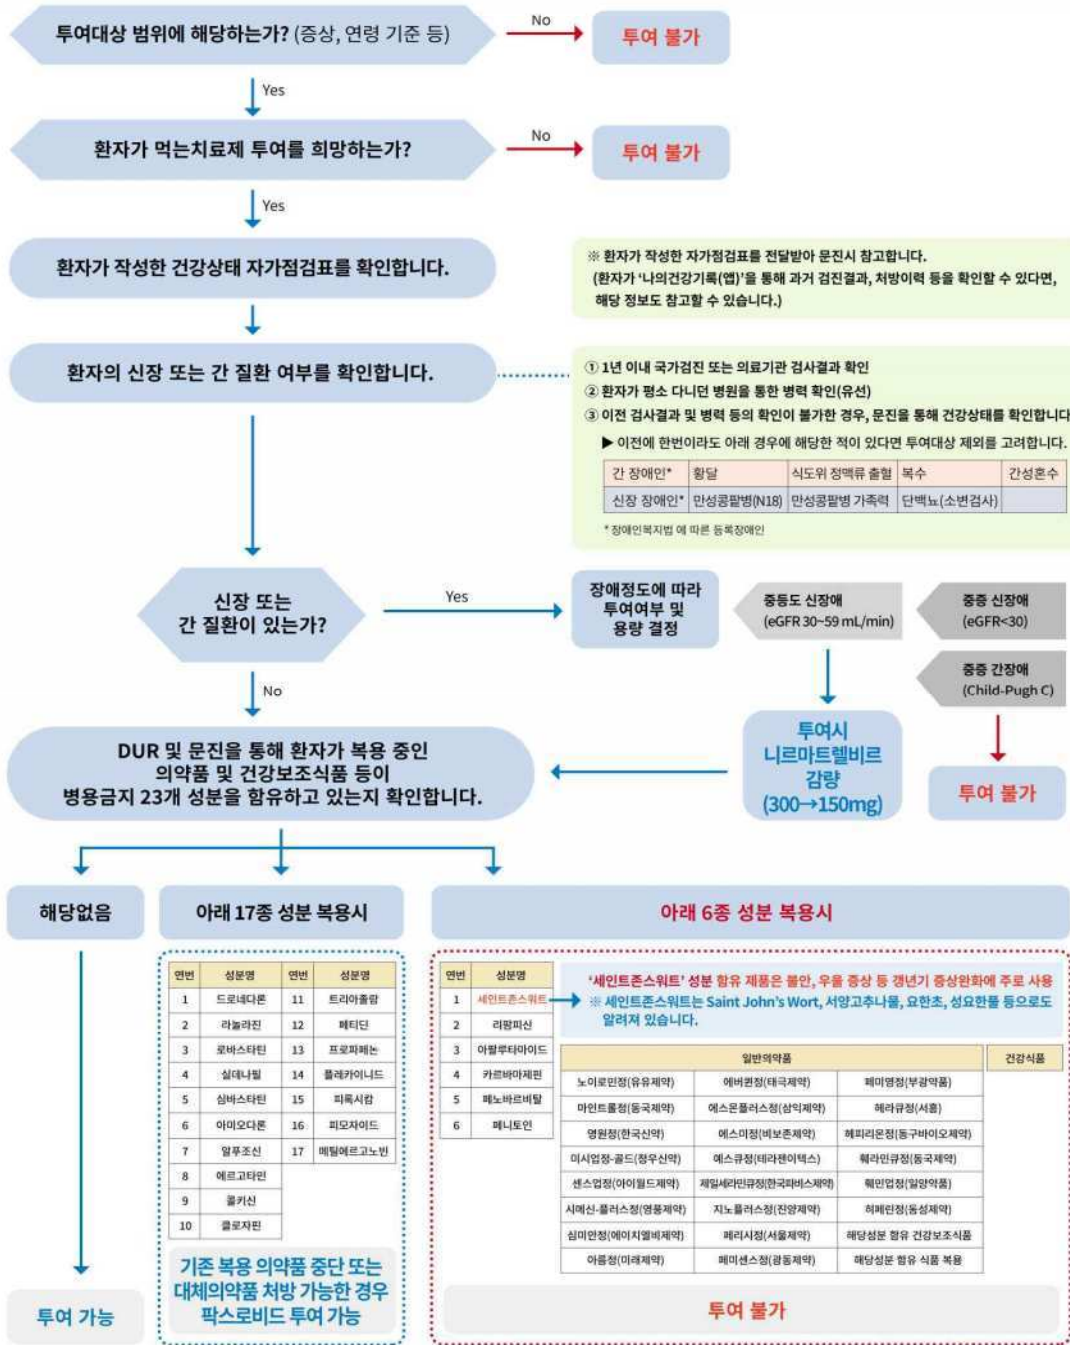 투여대상 범위에 해당하는가? (증상, 연령 기준 등)
No
투여 불가
Yes
환자가 먹는치료제 투여를 희망하는가?
No
투여 불가
Yes
환자가 작성한 건강상태 자가점검표를 확인합니다.
※ 환자가 작성한 자가점검표를 전달받아 문진시 참고합니다.
(환자가 ‘나의건강기록(앱)’을 통해 과거 검진결과, 처방이력 등을 확인할 수 있다면,
해당 정보도 참고할 수 있습니다.)
환자의 신장 또는 간 질환 여부를 확인합니다.
① 1년 이내 국가검진 또는 의료기관 검사결과 확인
② 환자가 평소 다니던 병원을 통한 병력 확인(유선)
③ 이전 검사결과 및 병력 등의 확인이 불가한 경우, 문진을 통해 건강상태를 확인합니다
▶ 이전에 한번이라도 아래 경우에 해당한 적이 있다면 투여대상 제외를 고려합니다.
간 장애인* 황달 식도위 정맥류 출혈 복수 간성혼수
신장 장애인* 만성콩팥병(N18) 만성콩팥병 가족력 단백뇨(소변검사)
* 장애인복지법 에 따른 등록장애인
신장 또는
간 질환이 있는가?
Yes
장애정도에 따라
투여여부 및
용량 결정
중등도 신장애
(eGFR 30~59 mL/min)
중증 신장애
(eGFR<30)
중증 간장애
(Child-Pugh C)
No
투여시
니르마트렐비르
감량
(300→150mg)
투여 불가
DUR 및 문진을 통해 환자가 복용 중인
의약품 및 건강보조식품 등이
병용금지 23개 성분을 함유하고 있는지 확인합니다.
해당없음
투여 가능
아래 17종 성분 복용시
연번 성분명 연번 성분명
1 드로네다론 11 트리아졸람
2 라놀라진 12 페티딘
3 로바스타틴 13 프로파페논
4 실데나필 14 플레카이니드
5 심바스타틴 15 피록시캄
6 아미오다론 16 피모자이드
7 알푸조신 17 메틸에르고노빈
8 에르고타민
9 콜키신
10 클로자핀
기존 복용 의약품 중단 또는
대체의약품 처방 가능한 경우
팍스로비드 투여 가능
아래 6종 성분 복용시
연번 성분명
1 세인트존스워트
2 리팜피신
3 아팔루타마이드
4 카르바마제핀
5 페노바르비탈
6 페니토인
‘세인트존스워트’ 성분 함유 제품은 불안, 우울 증상 등 갱년기 증상완화에 주로 사용
※ 세인트존스워트는 Saint John’s Wort, 서양고추나물, 요한초, 성요한풀 등으로도
알려져 있습니다.
일반의약품 건강식품
노이로민정(유유제약) 에버퀸정(태극제약) 페미영정(부광약품)
마인트롤정(동국제약) 에스몬플러스정(삼익제약) 헤라큐정(서흥)
명원정(한국신약) 에스미정(비보존제약) 헤피리온정(동구바이오제약)
미시업정-골드(정우신약) 예스큐정(테라젠이텍스) 훼라민큐정(동국제약)
센스업정(아이월드제약) 제일세라민큐정(한국파비스제약) 훼민업정(일양약품)
시메신-플러스정(영풍제약) 지노플러스정(진양제약) 히페린정(동성제약)
심미안정(에이치엘비제약) 페리시정(서울제약) 해당성분 함유 건강보조식품
아름정(미래제약) 페미센스정(광동제약) 해당성분 함유 식품 복용
투여 불가